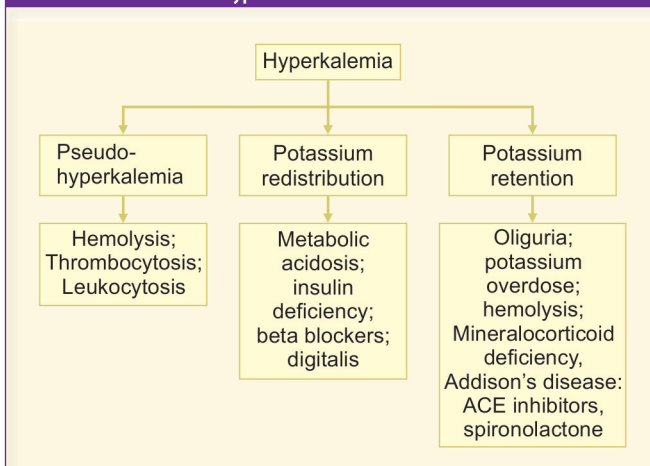 Hyperkalemia
Pseudo-
hyperkalemia
Potassium
redistribution
Potassium
retention
Hemolysis;
Thrombocytosis;
Leukocytosis
Metabolic
acidosis;
insulin
deficiency;
beta blockers;
digitalis
Oliguria;
potassium
overdose;
hemolysis;
Mineralocorticoid
deficiency,
Addison’s disease:
ACE inhibitors,
spironolactone